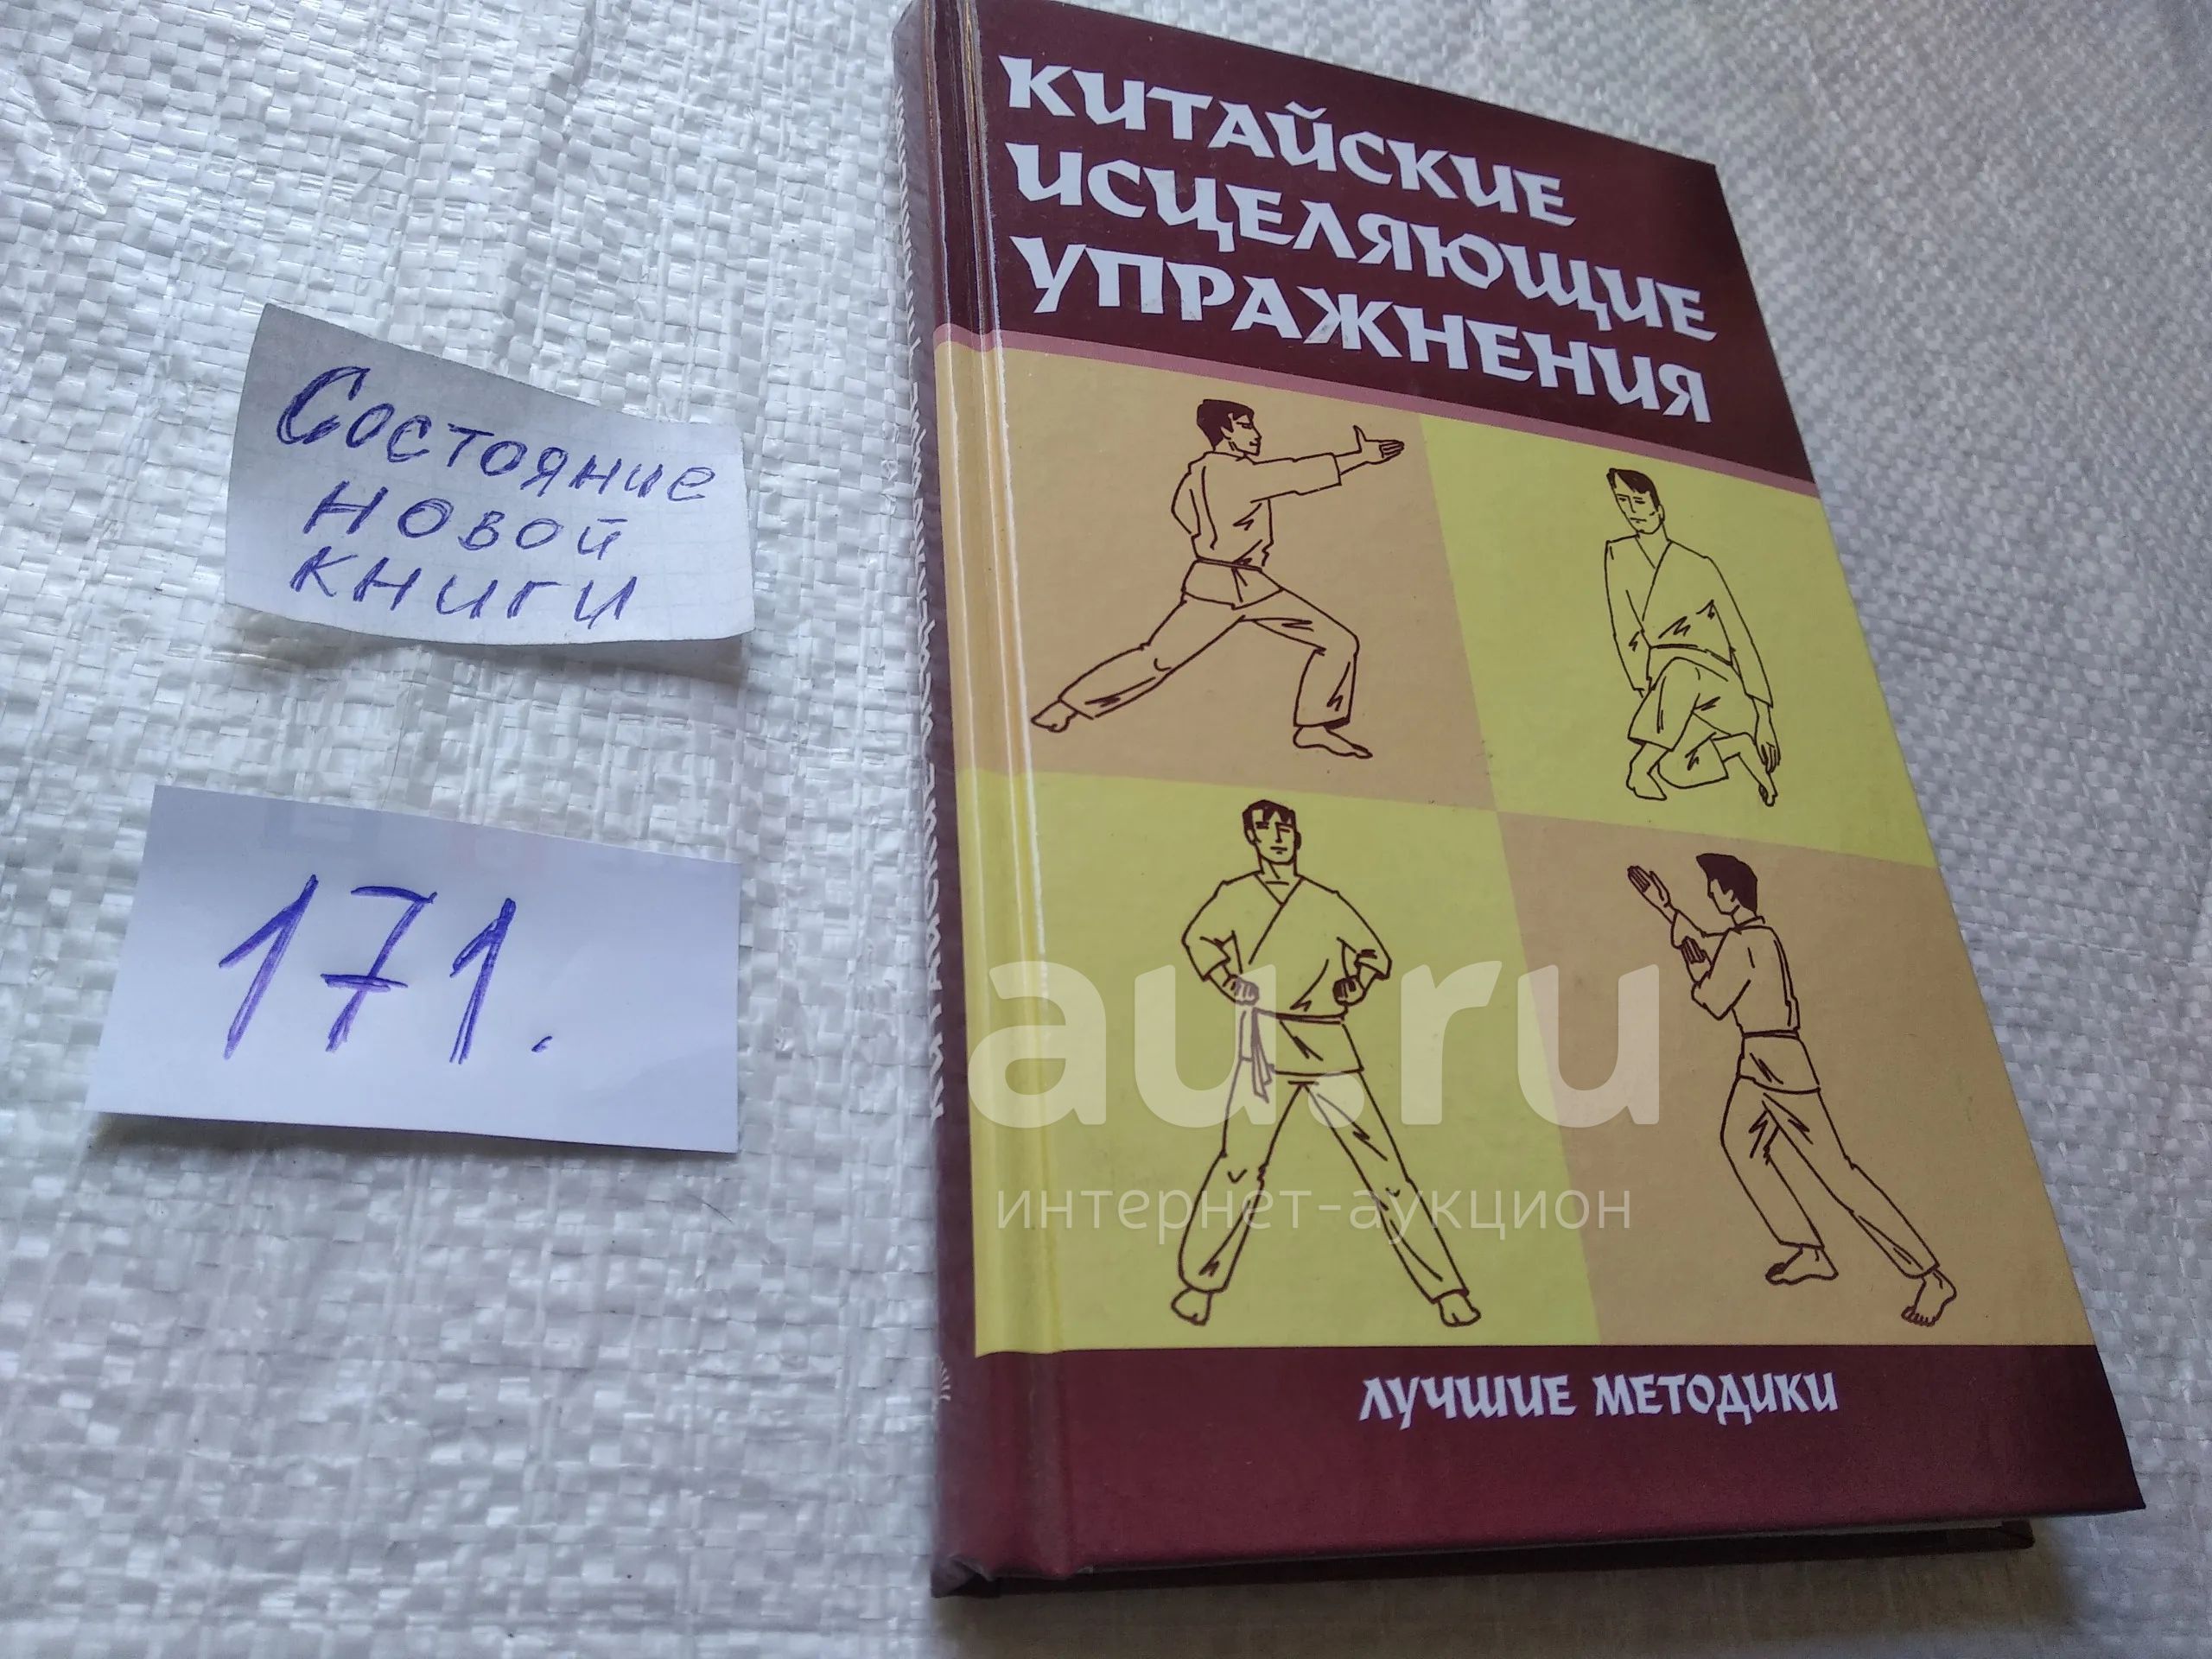 КИТАЙСКИЕ
ИСЦЕЛЯЮЩИЕ
УПРАЖНЕНИЯ
Состояние
новой
книги
171.
au.ru
интернет-аукцион
ЛУЧШИЕ МЕТОДИКИ